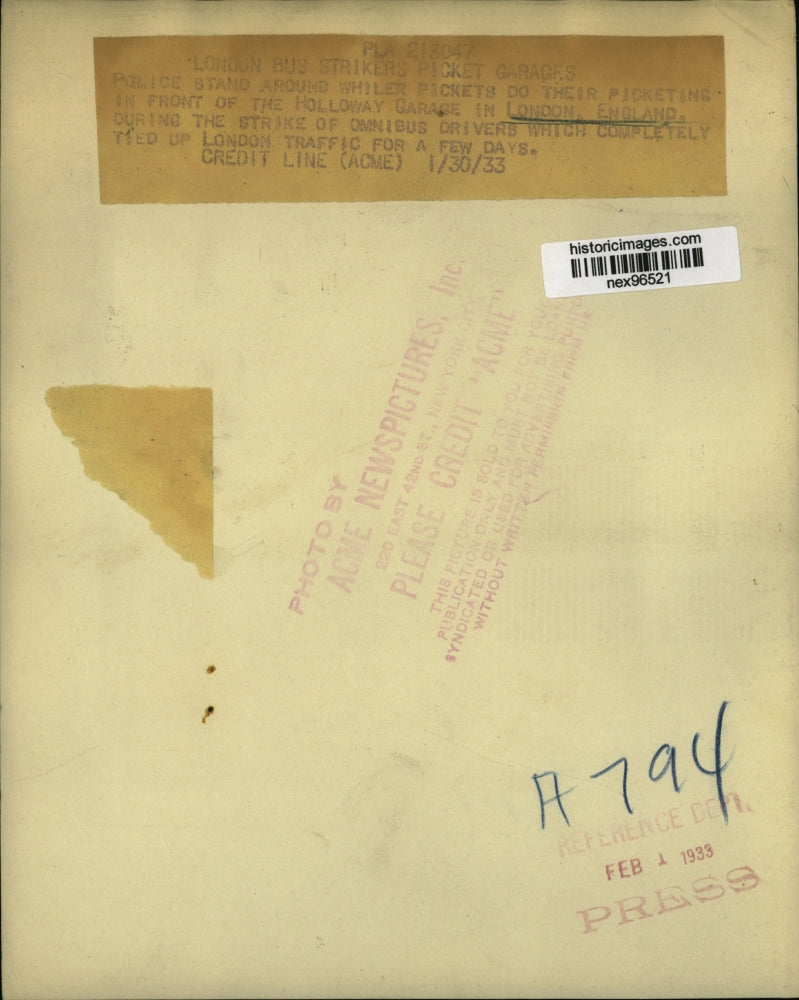 PLA 213047
LONDON BUS STRIKERS PICKET GARAGES
POLICE STAND AROUND WHILER PICKETS DO THEIR PICKETING
IN FRONT OF THE HOLLOWAY GARAGE IN LONDON, ENGLAND,
DURING THE STRIKE OF OMNIBUS DRIVERS WHICH COMPLETELY
TIED UP LONDON TRAFFIC FOR A FEW DAYS.
CREDIT LINE (ACME) 1/30/33
historicimages.com
nex96521
PHOTO BY
ACME NEWSPICTURES, Inc.
220 EAST 42ND ST., NEW YORK CITY
PLEASE CREDIT "ACME"
THIS PICTURE IS SOLD TO YOU FOR YOUR
PUBLICATION ONLY AND MUST NOT BE
SYNDICATED OR USED FOR ADVERTISING
WITHOUT WRITTEN PERMISSION FROM
A794
REFERENCE DEPT.
FEB 1 1933
PRESS